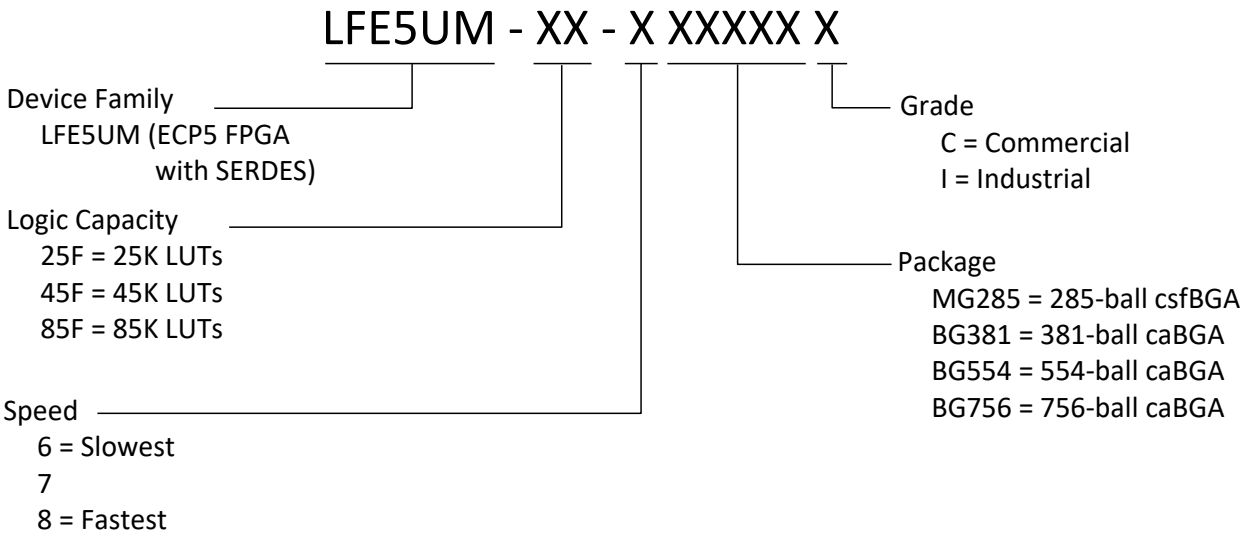 LFE5UM - XX - X XXXXX X
Device Family
LFE5UM (ECP5 FPGA
with SERDES)
Logic Capacity
25F = 25K LUTs
45F = 45K LUTs
85F = 85K LUTs
Speed
6 = Slowest
7
8 = Fastest
Grade
C = Commercial
I = Industrial
Package
MG285 = 285-ball csfBGA
BG381 = 381-ball caBGA
BG554 = 554-ball caBGA
BG756 = 756-ball caBGA